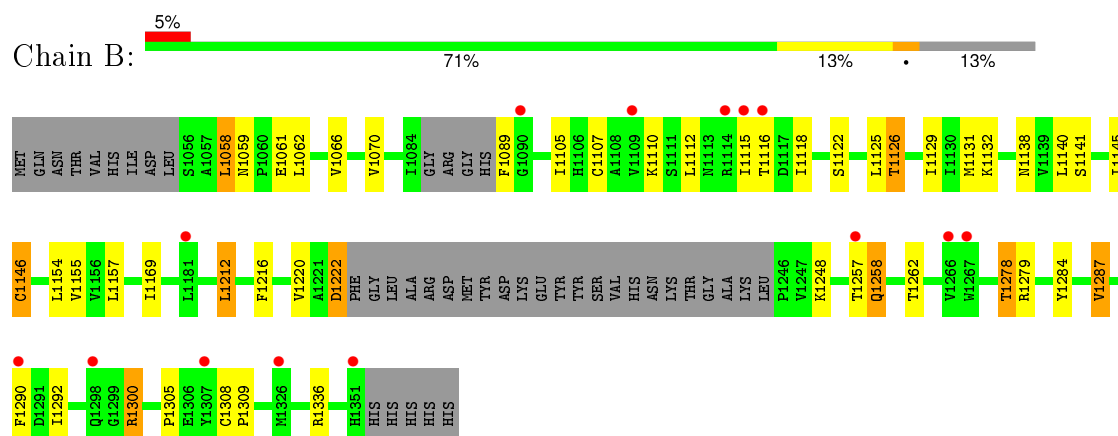 5%
Chain B:
71% 13% • 13%
MET GLN ASN THR VAL HIS ILE ASP LEU S1056 A1057 L1058 N1059 P1060 E1061 L1062 V1066 V1070 I1084 GLY ARG GLY HIS F1089 G1090 I1105 H1106 C1107 A1108 V1109 K1110 S1111 L1112 N1113 R1114 I1115 T1116 D1117 I1118 S1122 L1125 T1126 I1129 I1130 M1131 K1132 N1138 V1139 L1140 S1141 I1145
C1146 L1154 V1155 V1156 L1157 I1169 L1181 L1212 F1216 V1220 A1221 D1222 PHE GLY LEU ALA ARG ASP MET TYR ASP LYS GLU TYR TYR SER VAL HIS ASN LYS THR GLY ALA LYS LEU P1246 V1247 K1248 T1257 Q1258 T1262 V1266 W1267 T1278 R1279 Y1284 V1287
F1290 D1291 I1292 Q1298 G1299 R1300 P1305 E1306 Y1307 C1308 P1309 M1326 R1336 H1351 HIS HIS HIS HIS HIS